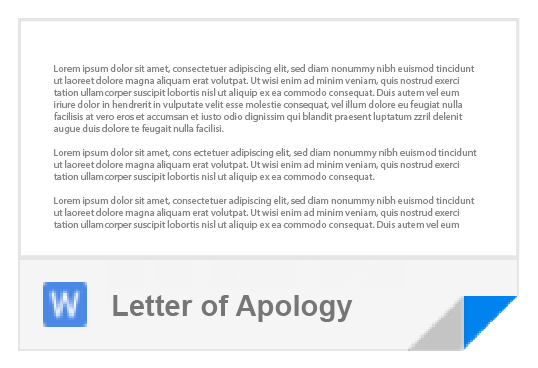 Lorem ipsum dolor sit amet, consectetuer adipiscing elit, sed diam nonummy nibh euismod tincidunt
ut laoreet dolore magna aliquam erat volutpat. Ut wisi enim ad minim veniam, quis nostrud exerci
tation ullamcorper suscipit lobortis nisl ut aliquip ex ea commodo consequat. Duis autem vel eum
iriure dolor in hendrerit in vulputate velit esse molestie consequat, vel illum dolore eu feugiat nulla
facilisis at vero eros et accumsan et iusto odio dignissim qui blandit praesent luptatum zzril delenit
augue duis dolore te feugait nulla facilisi.
Lorem ipsum dolor sit amet, cons ectetuer adipiscing elit, sed diam nonummy nibh euismod tincidunt
ut laoreet dolore magna aliquam erat volutpat. Ut wisi enim ad minim veniam, quis nostrud exerci
tation ullamcorper suscipit lobortis nisl ut aliquip ex ea commodo consequat.
Lorem ipsum dolor sit amet, consectetuer adipiscing elit, sed diam nonummy nibh euismod tincidunt
ut laoreet dolore magna aliquam erat volutpat. Ut wisi enim ad minim veniam, quis nostrud exerci
tation ullamcorper suscipit lobortis nisl ut aliquip ex ea commodo consequat. Duis autem vel eum
W Letter of Apology